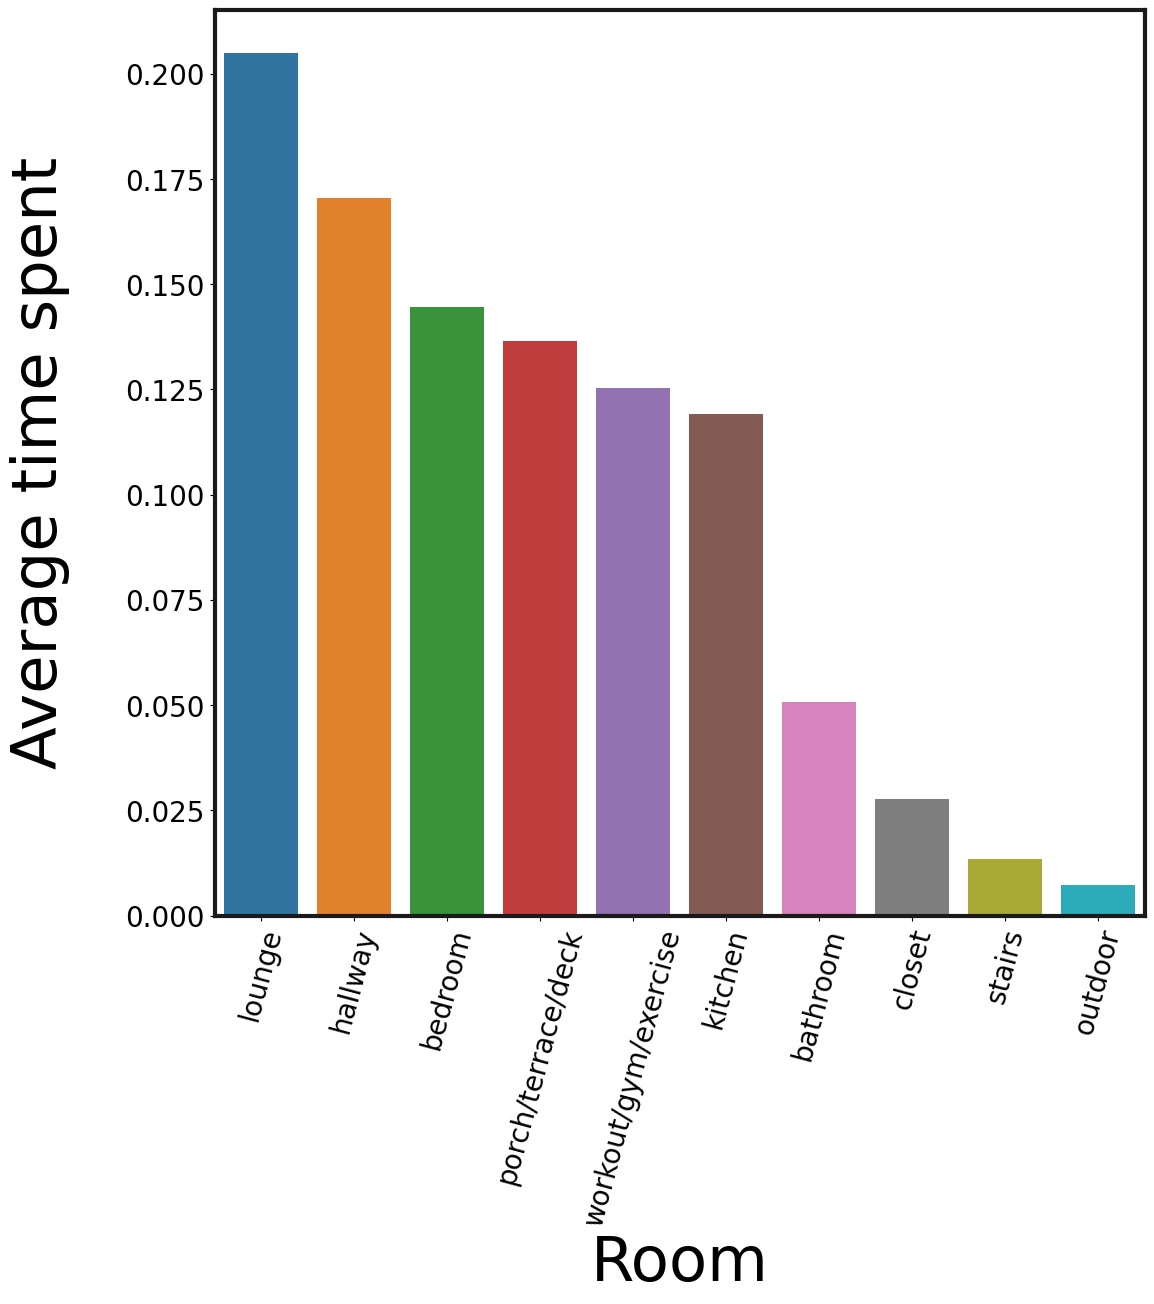 Average time spent
0.200
0.175
0.150
0.125
0.100
0.075
0.050
0.025
0.000
lounge
hallway
bedroom
porch/terrace/deck
workout/gym/exercise
kitchen
bathroom
closet
stairs
outdoor
Room